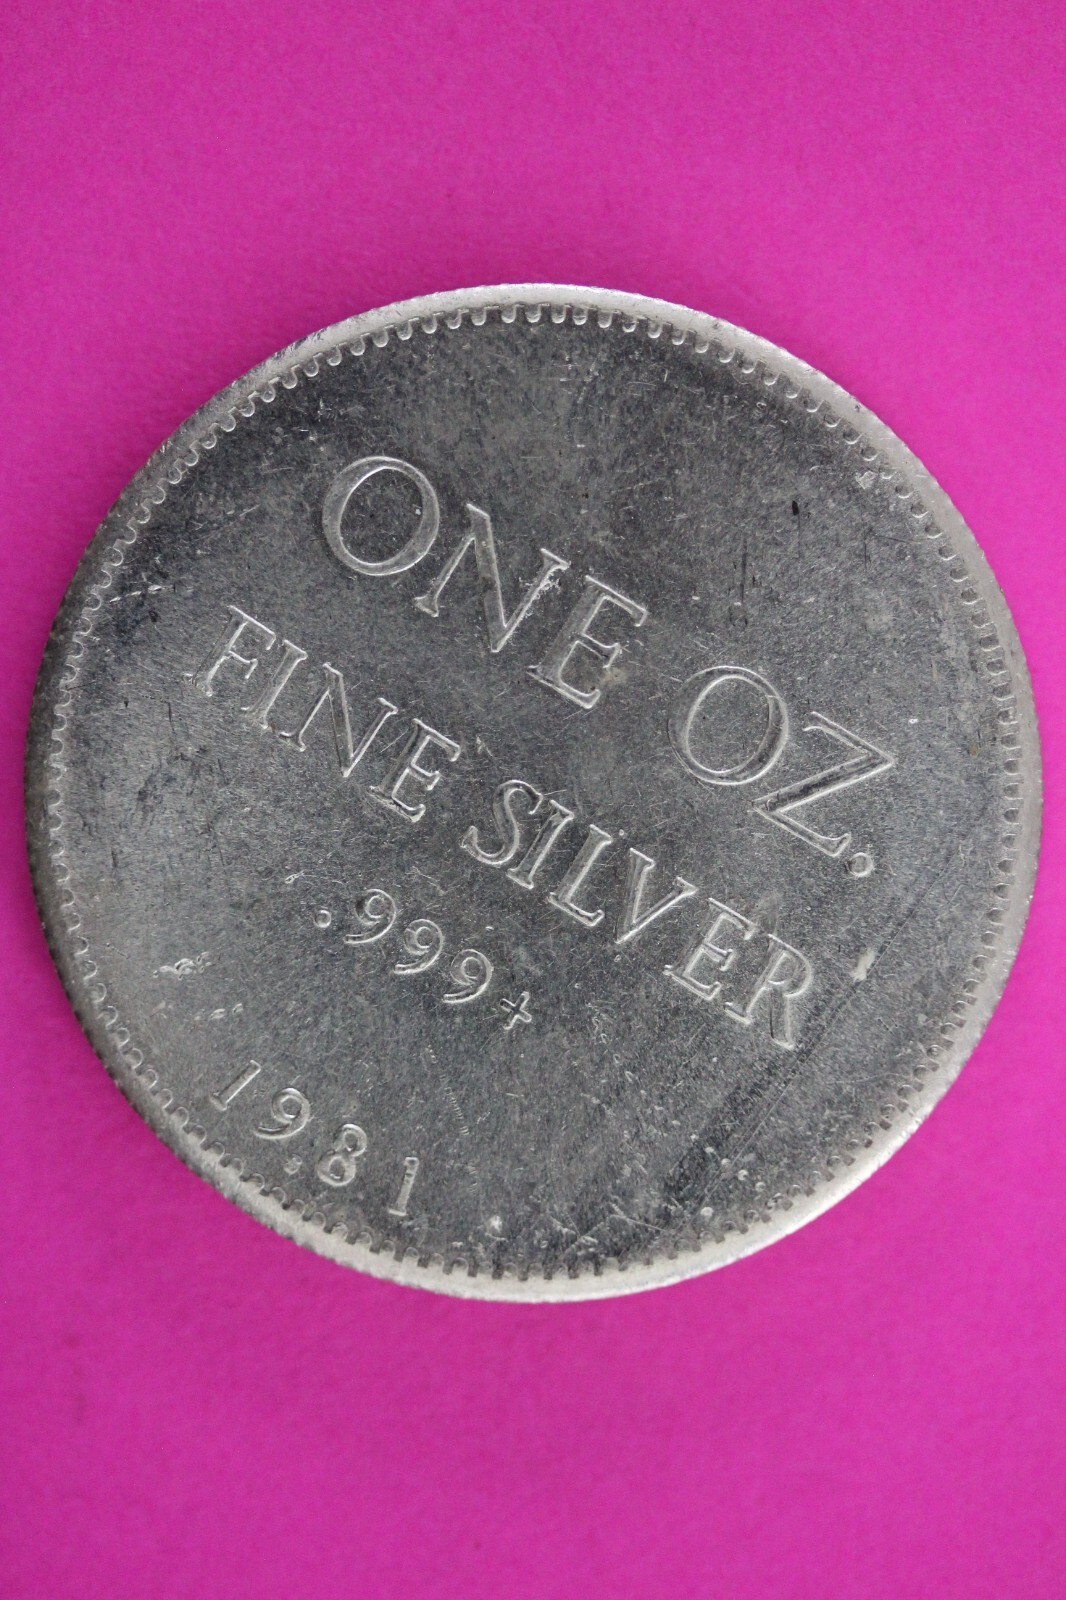 ONE OZ.
FINE SILVER
.999+
1981